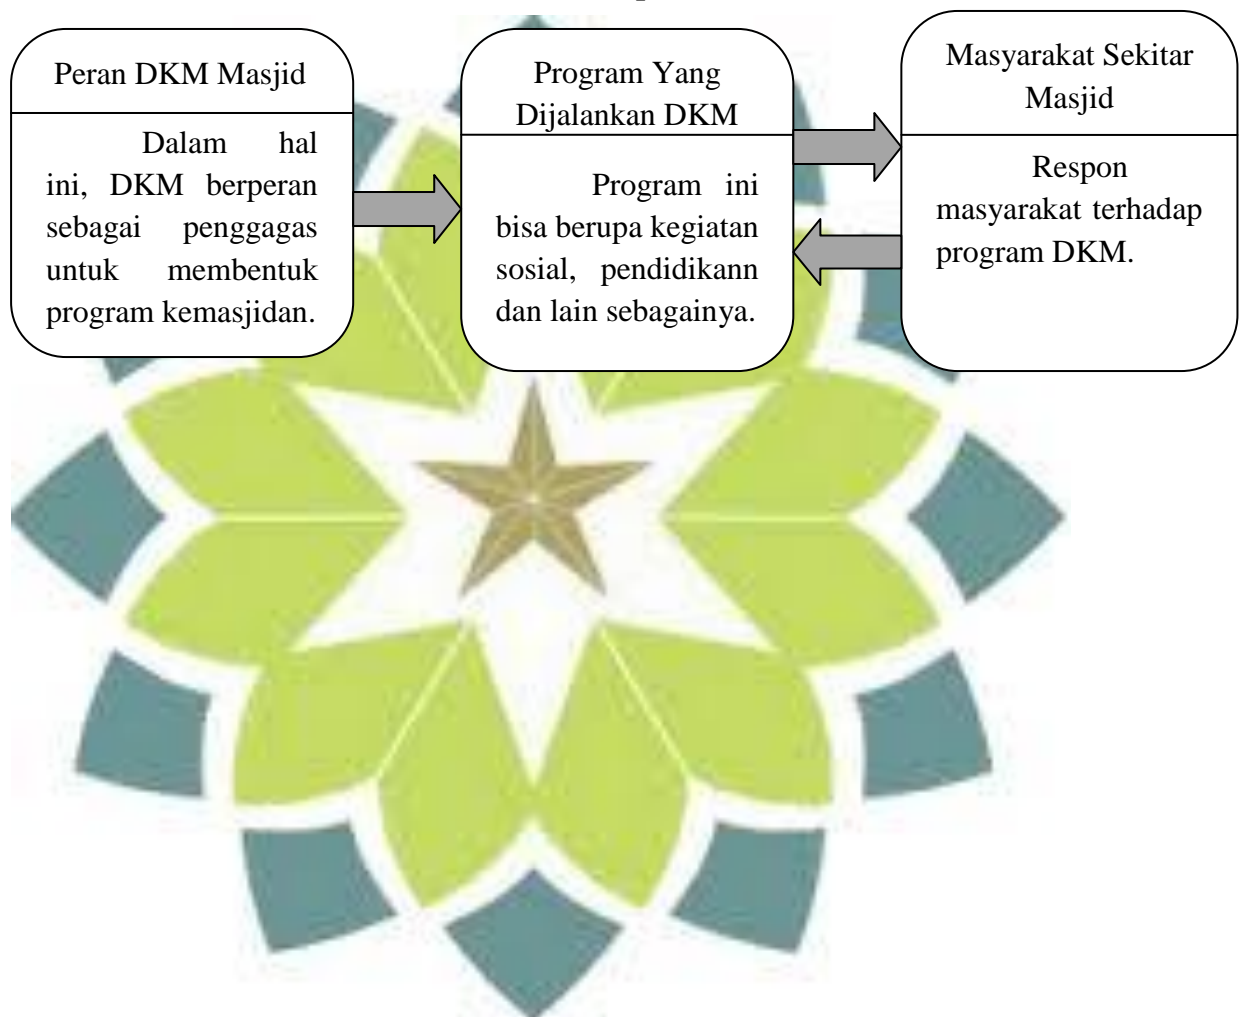 Peran DKM Masjid
Dalam hal
ini, DKM berperan
sebagai penggagas
untuk membentuk
program kemasjidan.
Program Yang
Dijalankan DKM
Program ini
bisa berupa kegiatan
sosial, pendidikann
dan lain sebagainya.
Masyarakat Sekitar
Masjid
Respon
masyarakat terhadap
program DKM.